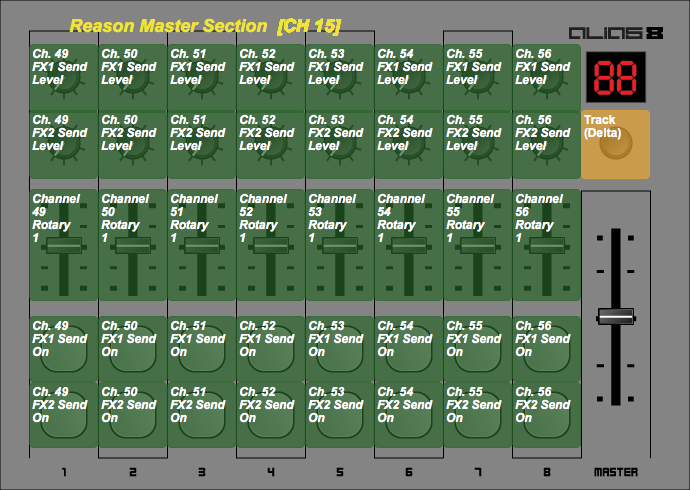 Reason Master Section [CH 15]
ALIAS 8
88
Ch. 49 Ch. 50 Ch. 51 Ch. 52 Ch. 53 Ch. 54 Ch. 55 Ch. 56
FX1 Send FX1 Send FX1 Send FX1 Send FX1 Send FX1 Send FX1 Send FX1 Send
Level Level Level Level Level Level Level Level
Ch. 49 Ch. 50 Ch. 51 Ch. 52 Ch. 53 Ch. 54 Ch. 55 Ch. 56 Track
FX2 Send FX2 Send FX2 Send FX2 Send FX2 Send FX2 Send FX2 Send FX2 Send (Delta)
Level Level Level Level Level Level Level Level
Channel Channel Channel Channel Channel Channel Channel Channel
49 50 51 52 53 54 55 56
Rotary Rotary Rotary Rotary Rotary Rotary Rotary Rotary
1 1 1 1 1 1 1 1
Ch. 49 Ch. 50 Ch. 51 Ch. 52 Ch. 53 Ch. 54 Ch. 55 Ch. 56
FX1 Send FX1 Send FX1 Send FX1 Send FX1 Send FX1 Send FX1 Send FX1 Send
On On On On On On On On
Ch. 49 Ch. 50 Ch. 51 Ch. 52 Ch. 53 Ch. 54 Ch. 55 Ch. 56
FX2 Send FX2 Send FX2 Send FX2 Send FX2 Send FX2 Send FX2 Send FX2 Send
On On On On On On On On
1 2 3 4 5 6 7 8 MASTER